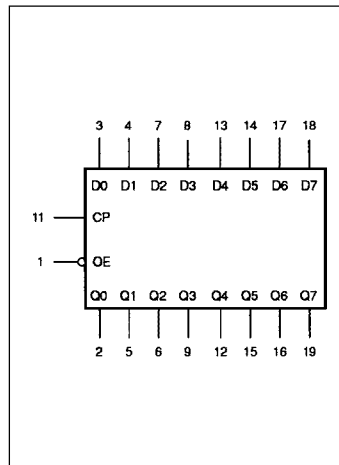 3 4 7 8 13 14 17 18
D0 D1 D2 D3 D4 D5 D6 D7
11 CP
1 OE
Q0 Q1 Q2 Q3 Q4 Q5 Q6 Q7
2 5 6 9 12 15 16 19